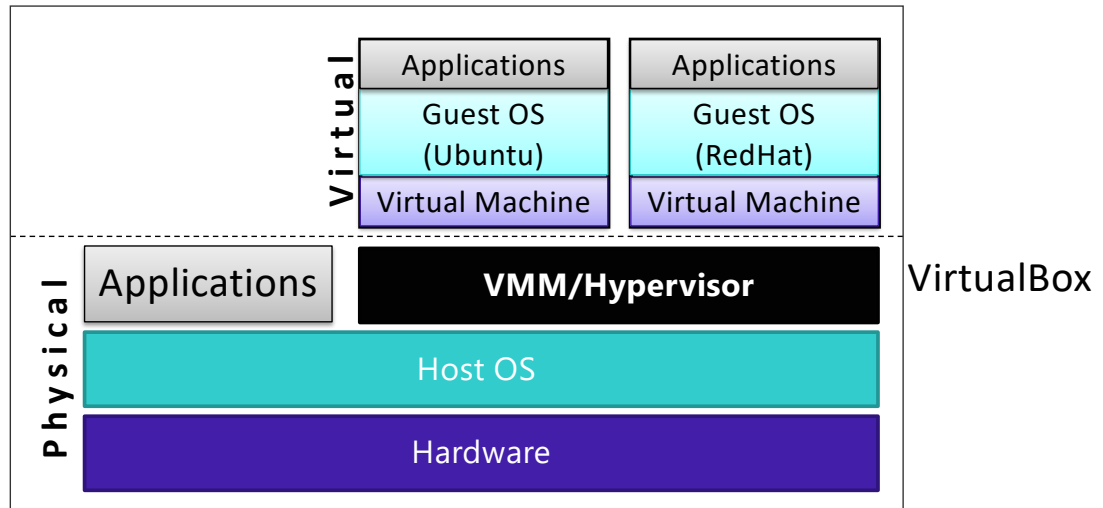 Virtual
Applications
Guest OS
(Ubuntu)
Virtual Machine
Applications
Guest OS
(RedHat)
Virtual Machine
Physical
Applications
VMM/Hypervisor
VirtualBox
Host OS
Hardware